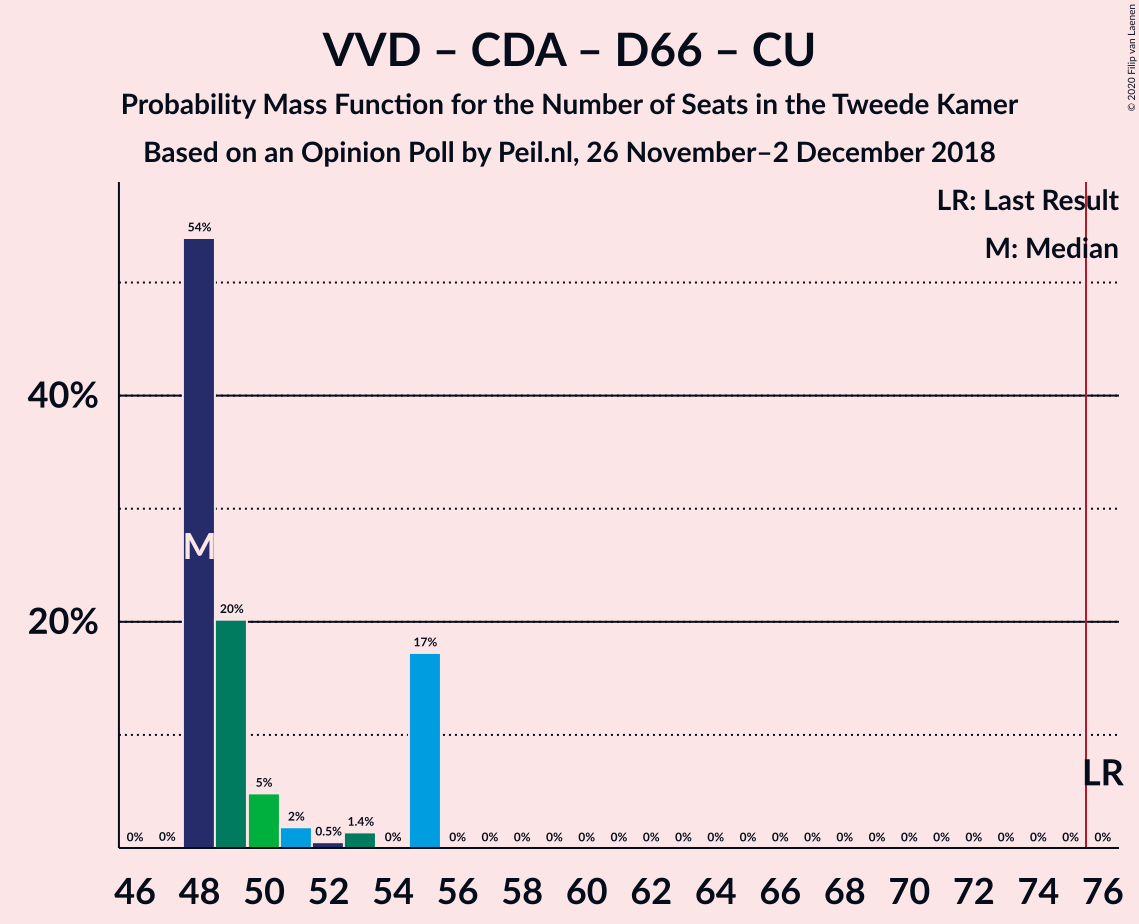 VVD – CDA – D66 – CU
Probability Mass Function for the Number of Seats in the Tweede Kamer
Based on an Opinion Poll by Peil.nl, 26 November–2 December 2018
© 2020 Filip van Laenen
LR: Last Result
M: Median
54%
40%
M
20%
20%
17%
LR
5%
2%
1.4%
0.5%
0% 0% 0% 0% 0% 0% 0% 0% 0% 0% 0% 0% 0% 0% 0% 0% 0% 0% 0% 0% 0% 0% 0% 0%
46 48 50 52 54 56 58 60 62 64 66 68 70 72 74 76